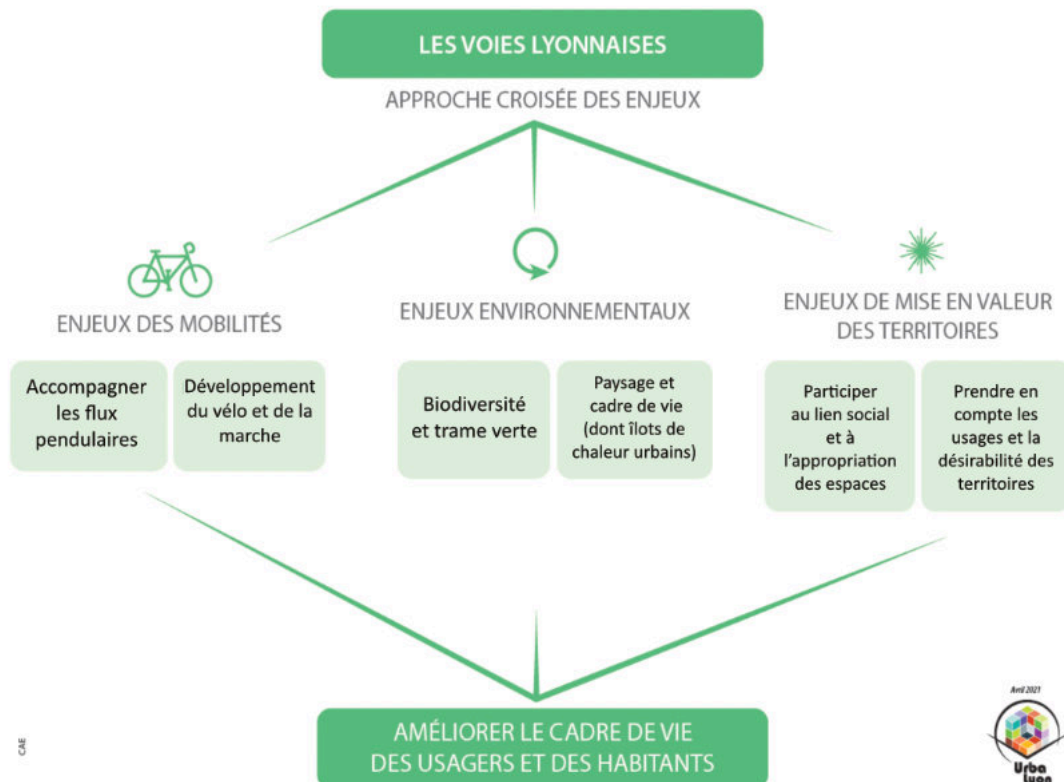 LES VOIES LYONNAISES
APPROCHE CROISÉE DES ENJEUX
ENJEUX DES MOBILITÉS
Accompagner
les flux
pendulaires
Développement
du vélo et de la
marche
ENJEUX ENVIRONNEMENTAUX
Biodiversité
et trame verte
Paysage et
cadre de vie
(dont îlots de
chaleur urbains)
ENJEUX DE MISE EN VALEUR
DES TERRITOIRES
Participer
au lien social
et à
l'appropriation
des espaces
Prendre en
compte les
usages et la
désirabilité des
territoires
AMÉLIORER LE CADRE DE VIE
DES USAGERS ET DES HABITANTS
CAE
Avril 2021
Urba
Lyon